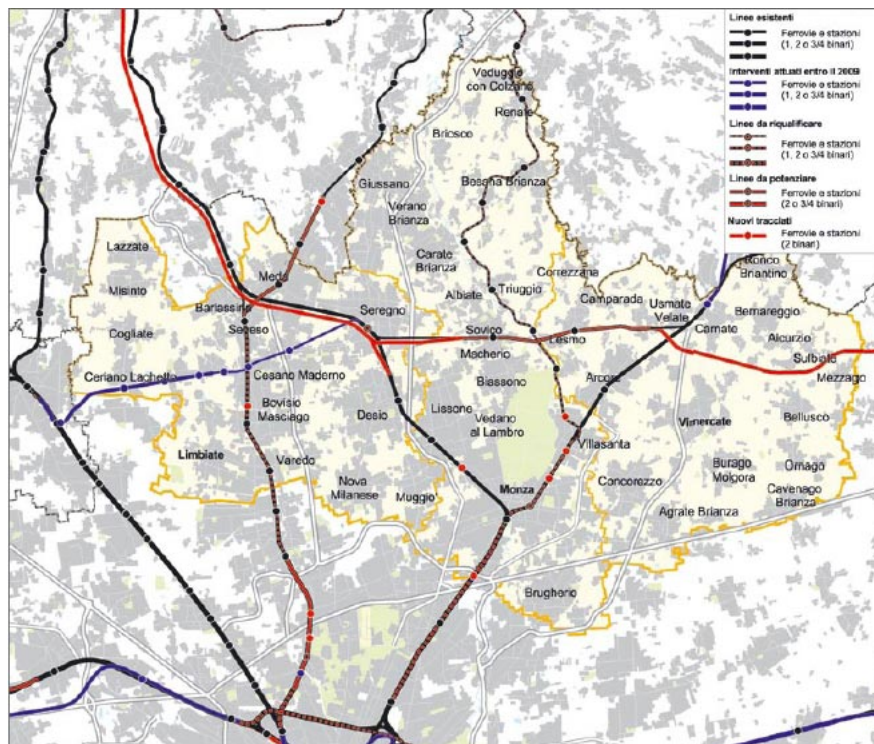 Linee esistenti
Ferrovie e stazioni
(1, 2 o 3/4 binari)
Interventi attuati entro il 2009
Ferrovie e stazioni
(1, 2 o 3/4 binari)
Linee da riqualificare
Ferrovie e stazioni
(1, 2 o 3/4 binari)
Linee da potenziare
Ferrovie e stazioni
(2 o 3/4 binari)
Nuovi tracciati
Ferrovie e stazioni
(2 binari)
Veduggio
con Colzano
Renate
Briosco
Besana Brianza
Giussano
Verano
Brianza
Lazzate
Carate
Brianza
Correzzana
Ronco
Briantino
Meda
Misinto
Triuggio
Albiate
Camparada
Usmate
Velate
Barlassina
Seregno
Bernareggio
Cogliate
Seveso
Sovico
Lesmo
Carnate
Aicurzio
Macherio
Sulbiate
Ceriano Laghetto
Cesano Maderno
Biassono
Arcore
Mezzago
Bovisio
Masciago
Desio
Lissone
Vedano
al Lambro
Vimercate
Bellusco
Limbiate
Varedo
Villasanta
Nova
Milanese
Muggio'
Monza
Concorezzo
Burago
Molgora
Ornago
Cavenago
Brianza
Agrate Brianza
Brugherio